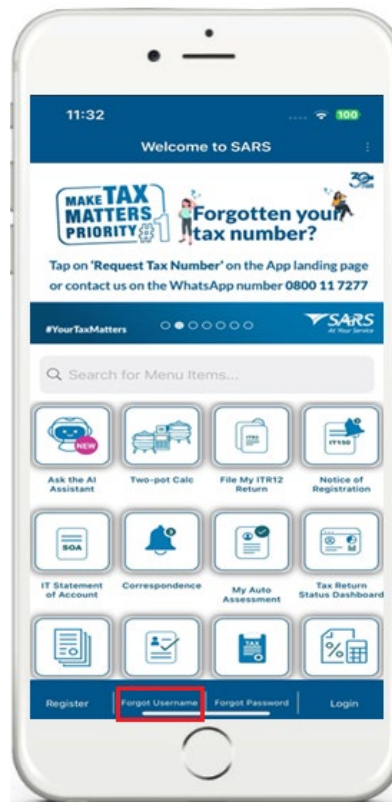 11:32
100
Welcome to SARS
MAKE TAX
MATTERS
PRIORITY #1
Forgotten your
tax number?
Tap on 'Request Tax Number' on the App landing page
or contact us on the WhatsApp number 0800 11 7277
#YourTaxMatters
SARS
At Your Service
Search for Menu Items...
NEW
ITR12
IT150
Ask the AI
Assistant
Two-pot Calc
File My ITR12
Return
Notice of
Registration
SOA
IT Statement
of Account
Correspondence
My Auto
Assessment
Tax Return
Status Dashboard
TAX
%
Register
Forgot Username
Forgot Password
Login